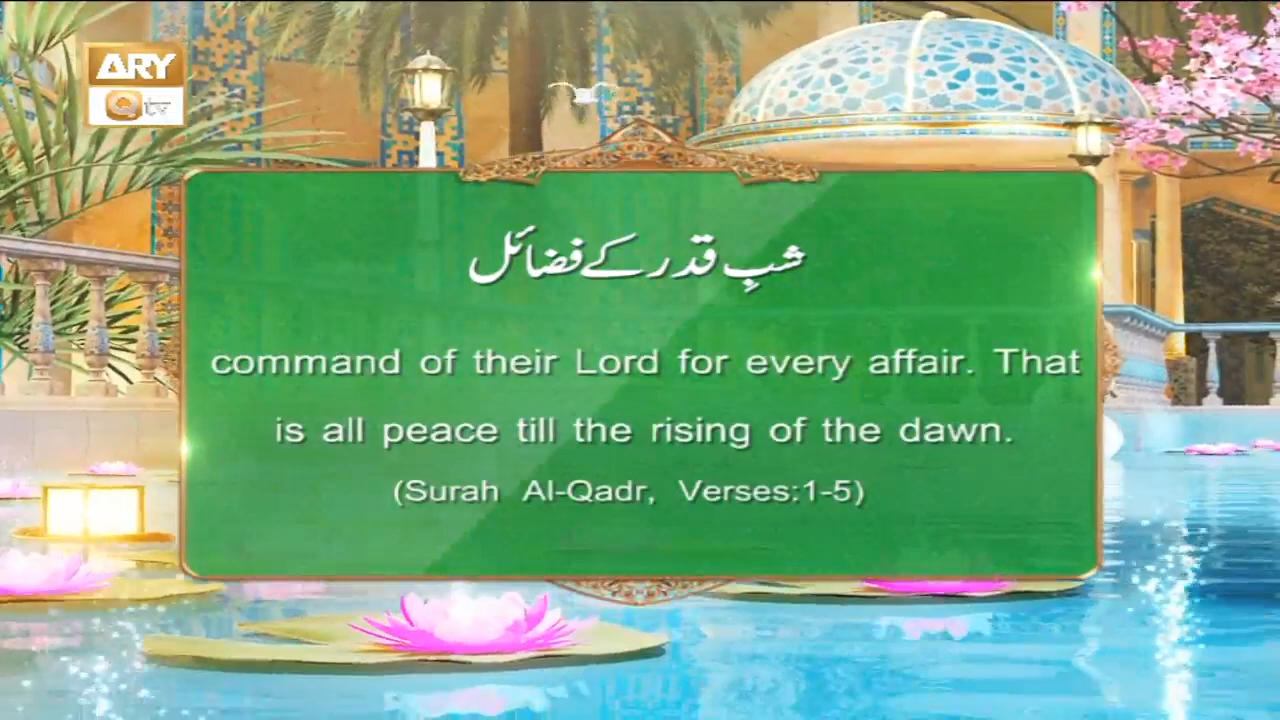 ARY
Qtv
شبِ قدر کے فضائل
command of their Lord for every affair. That
is all peace till the rising of the dawn.
(Surah Al-Qadr, Verses:1-5)